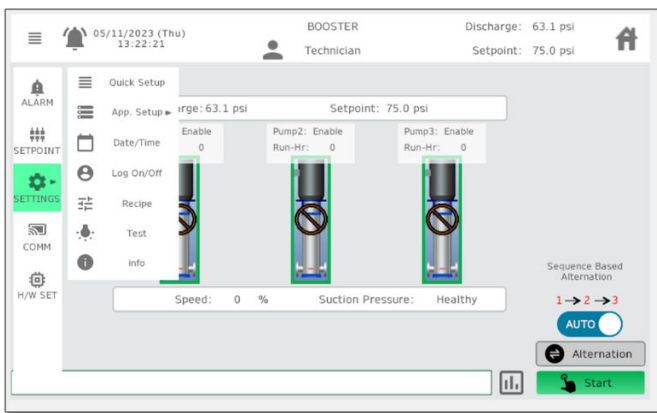 BOOSTER
Discharge: 63.1 psi
05/11/2023 (Thu)
13:22:21
Technician
Setpoint: 75.0 psi
ALARM
SETPOINT
SETTINGS
COMM
H/W SET
Quick Setup
App. Setup
Date/Time
Log On/Off
Recipe
Test
info
rge: 63.1 psi Setpoint: 75.0 psi
Enable
0
Pump2: Enable
Run-Hr: 0
Pump3: Enable
Run-Hr: 0
Speed: 0 % Suction Pressure: Healthy
Sequence Based
Alternation
1 → 2 → 3
AUTO
Alternation
Start